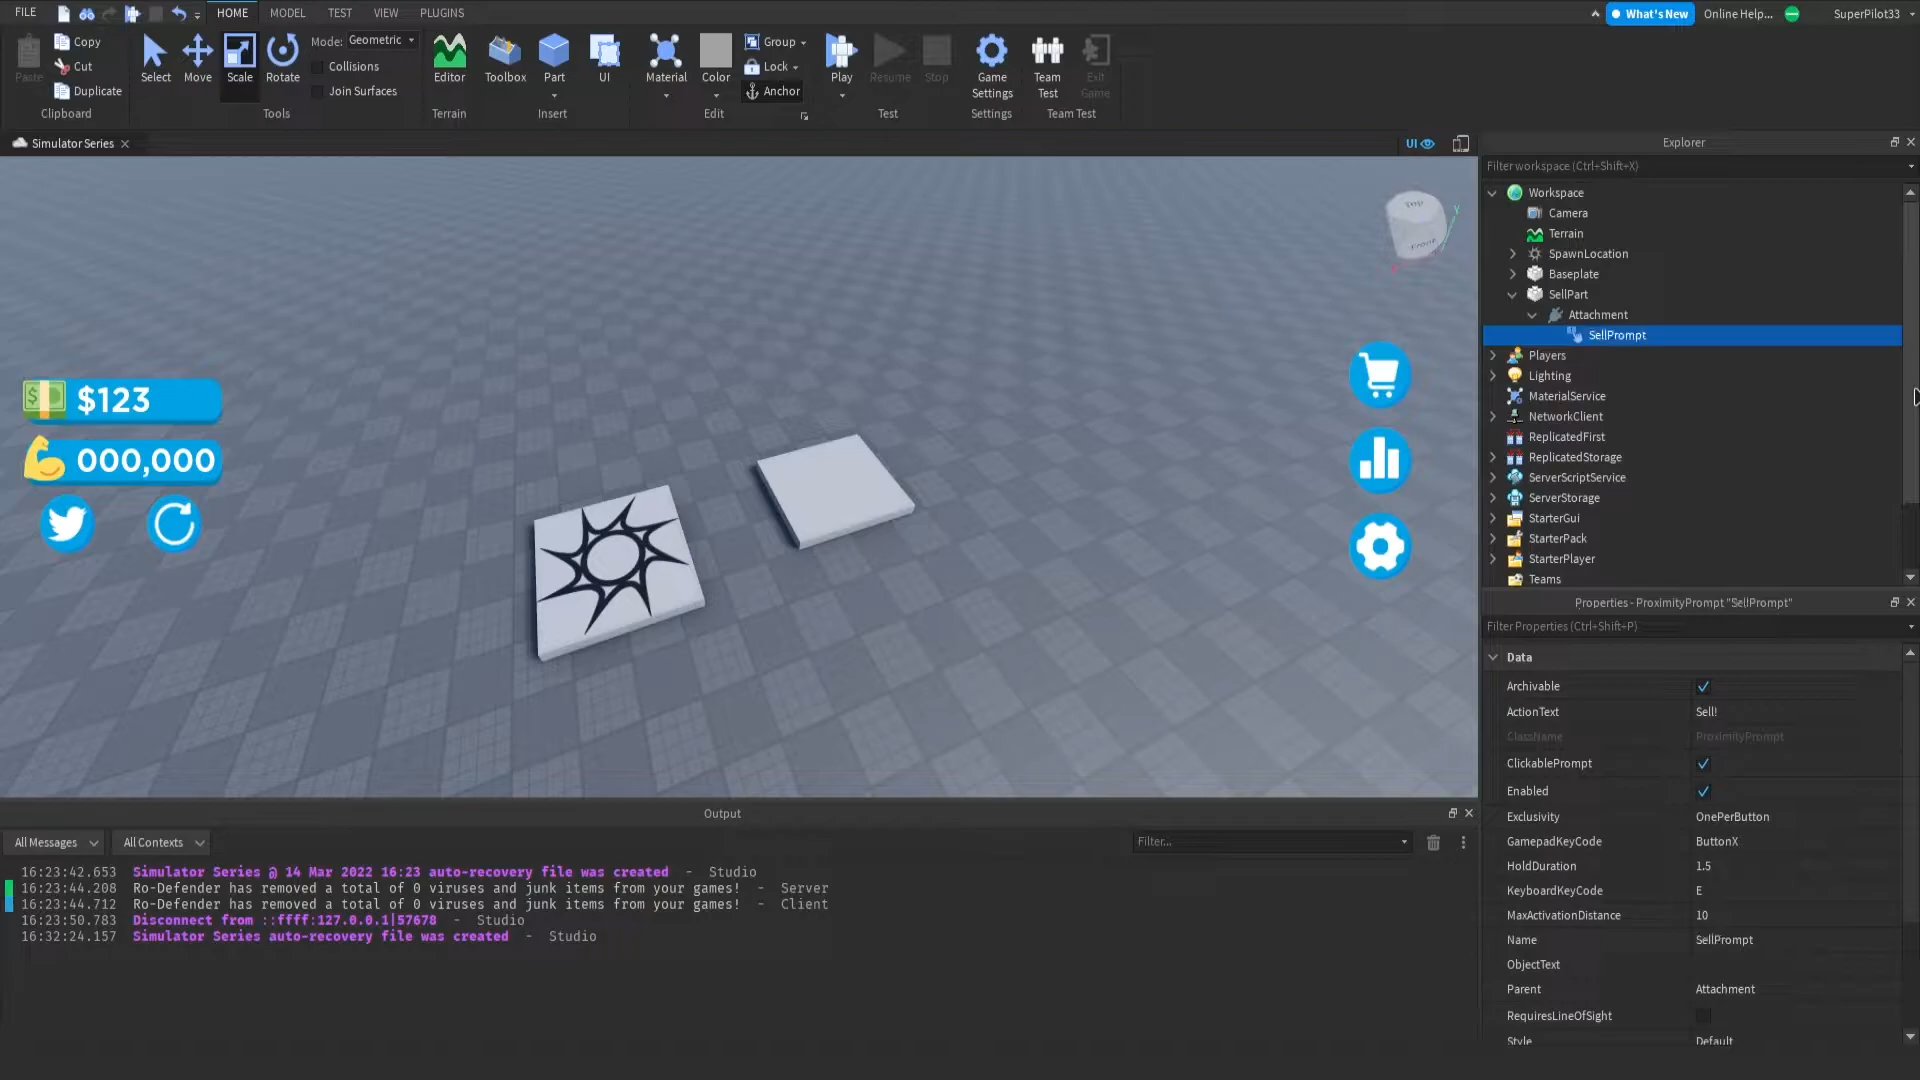 FILE
HOME
MODEL
TEST
VIEW
PLUGINS
What's New
Online Help...
SuperPilot33
Paste
Copy
Cut
Duplicate
Clipboard
Select
Move
Scale
Rotate
Mode: Geometric
Collisions
Join Surfaces
Tools
Editor
Terrain
Toolbox
Part
UI
Insert
Material
Color
Group
Lock
Anchor
Edit
Play
Resume
Stop
Test
Game
Settings
Settings
Team
Test
Exit
Game
Team Test
Simulator Series
UI
Top
Front
Y
$123
000,000
Explorer
Filter workspace (Ctrl+Shift+X)
Workspace
Camera
Terrain
SpawnLocation
Baseplate
SellPart
Attachment
SellPrompt
Players
Lighting
MaterialService
NetworkClient
ReplicatedFirst
ReplicatedStorage
ServerScriptService
ServerStorage
StarterGui
StarterPack
StarterPlayer
Teams
Properties - ProximityPrompt "SellPrompt"
Filter Properties (Ctrl+Shift+P)
Data
Archivable
ActionText Sell!
ClassName ProximityPrompt
ClickablePrompt
Enabled
Exclusivity OnePerButton
GamepadKeyCode ButtonX
HoldDuration 1.5
KeyboardKeyCode E
MaxActivationDistance 10
Name SellPrompt
ObjectText
Parent Attachment
RequiresLineOfSight
Style Default
Output
All Messages
All Contexts
Filter...
16:23:42.653 Simulator Series @ 14 Mar 2022 16:23 auto-recovery file was created - Studio
16:23:44.208 Ro-Defender has removed a total of 0 viruses and junk items from your games! - Server
16:23:44.712 Ro-Defender has removed a total of 0 viruses and junk items from your games! - Client
16:23:50.783 Disconnect from ::ffff:127.0.0.1|57678 - Studio
16:32:24.157 Simulator Series auto-recovery file was created - Studio